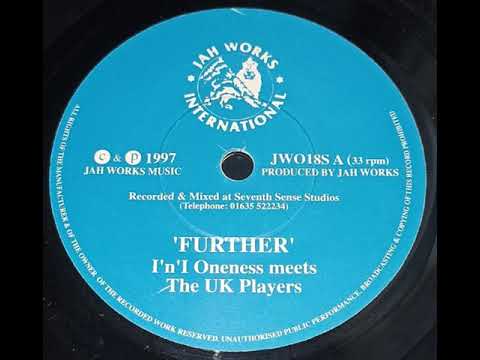 JAH WORKS
INTERNATIONAL
© & ℗ 1997
JAH WORKS MUSIC
JWO18S A (33 rpm)
PRODUCED BY JAH WORKS
Recorded & Mixed at Seventh Sense Studios
(Telephone: 01635 522234)
'FURTHER'
I'n'I Oneness meets
The UK Players
ALL RIGHTS OF THE MANUFACTURER & OF THE OWNER OF THE RECORDED WORK RESERVED. UNAUTHORISED PUBLIC PERFORMANCE, BROADCASTING & COPYING OF THIS RECORD PROHIBITED